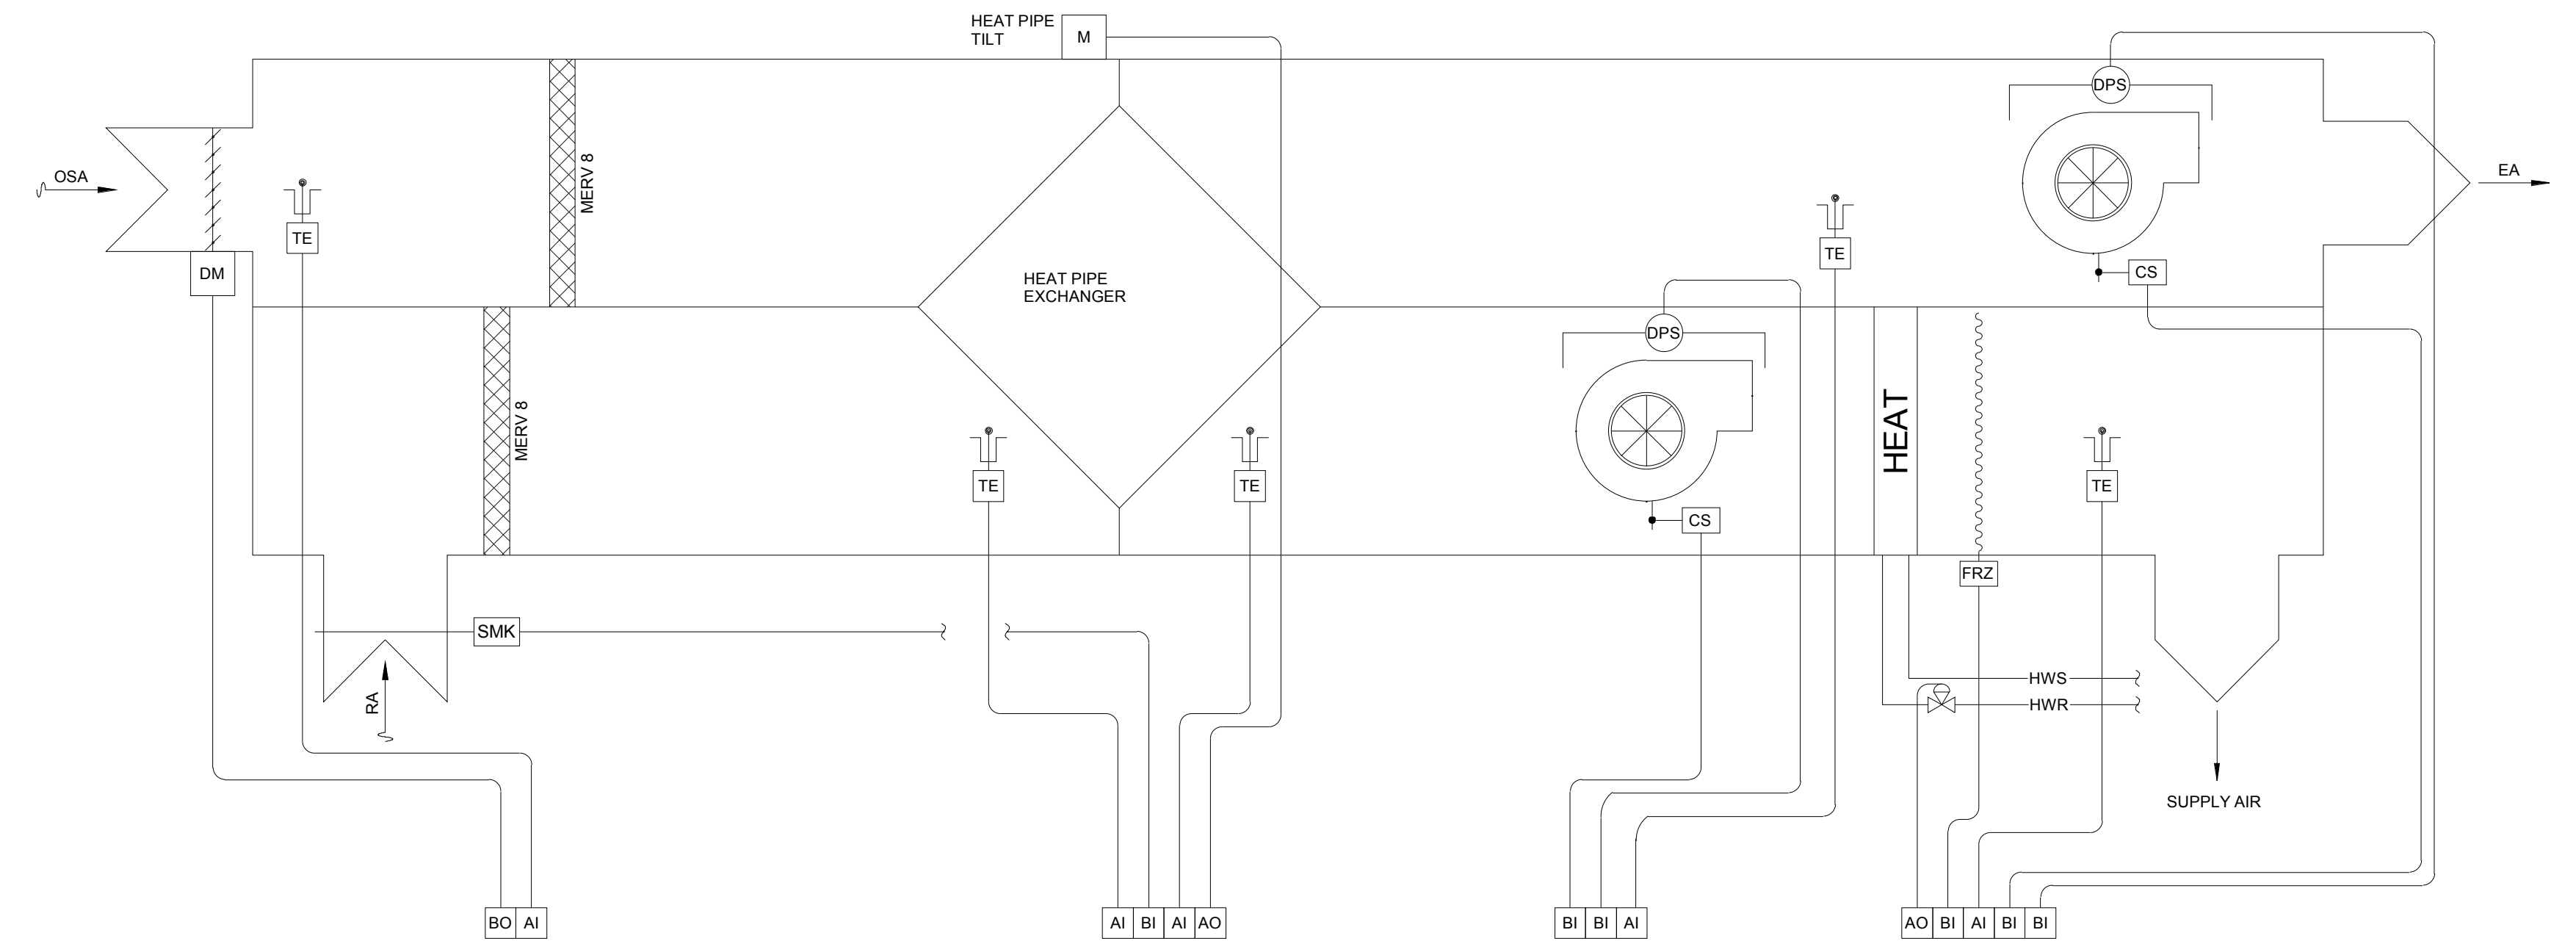 HEAT PIPE
TILT
M
DPS
MERV 8
OSA
EA
TE
TE
DM
CS
HEAT PIPE
EXCHANGER
DPS
MERV 8
HEAT
TE
TE
TE
CS
FRZ
SMK
RA
HWS
HWR
SUPPLY AIR
BO AI
AI BI AI AO
BI BI AI
AO BI AI BI BI